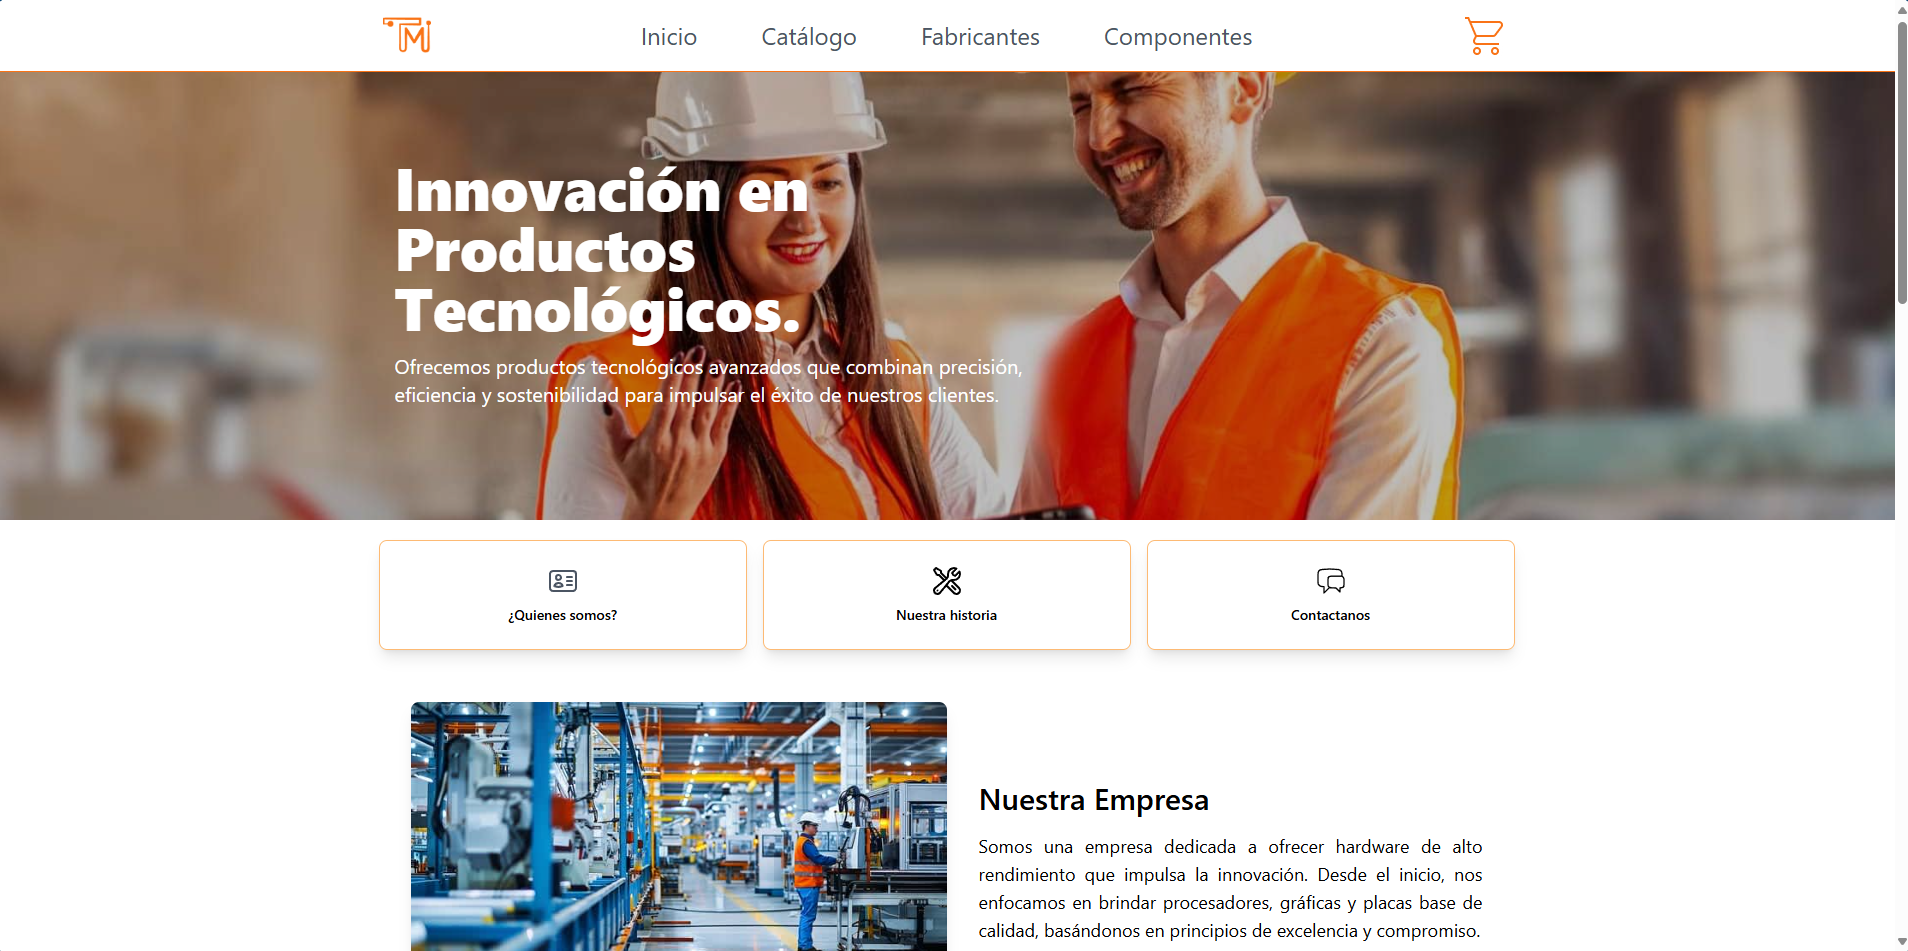 TM
Inicio
Catálogo
Fabricantes
Componentes
Innovación en
Productos
Tecnológicos.
Ofrecemos productos tecnológicos avanzados que combinan precisión,
eficiencia y sostenibilidad para impulsar el éxito de nuestros clientes.
¿Quienes somos?
Nuestra historia
Contactanos
Nuestra Empresa
Somos una empresa dedicada a ofrecer hardware de alto
rendimiento que impulsa la innovación. Desde el inicio, nos
enfocamos en brindar procesadores, gráficas y placas base de
calidad, basándonos en principios de excelencia y compromiso.